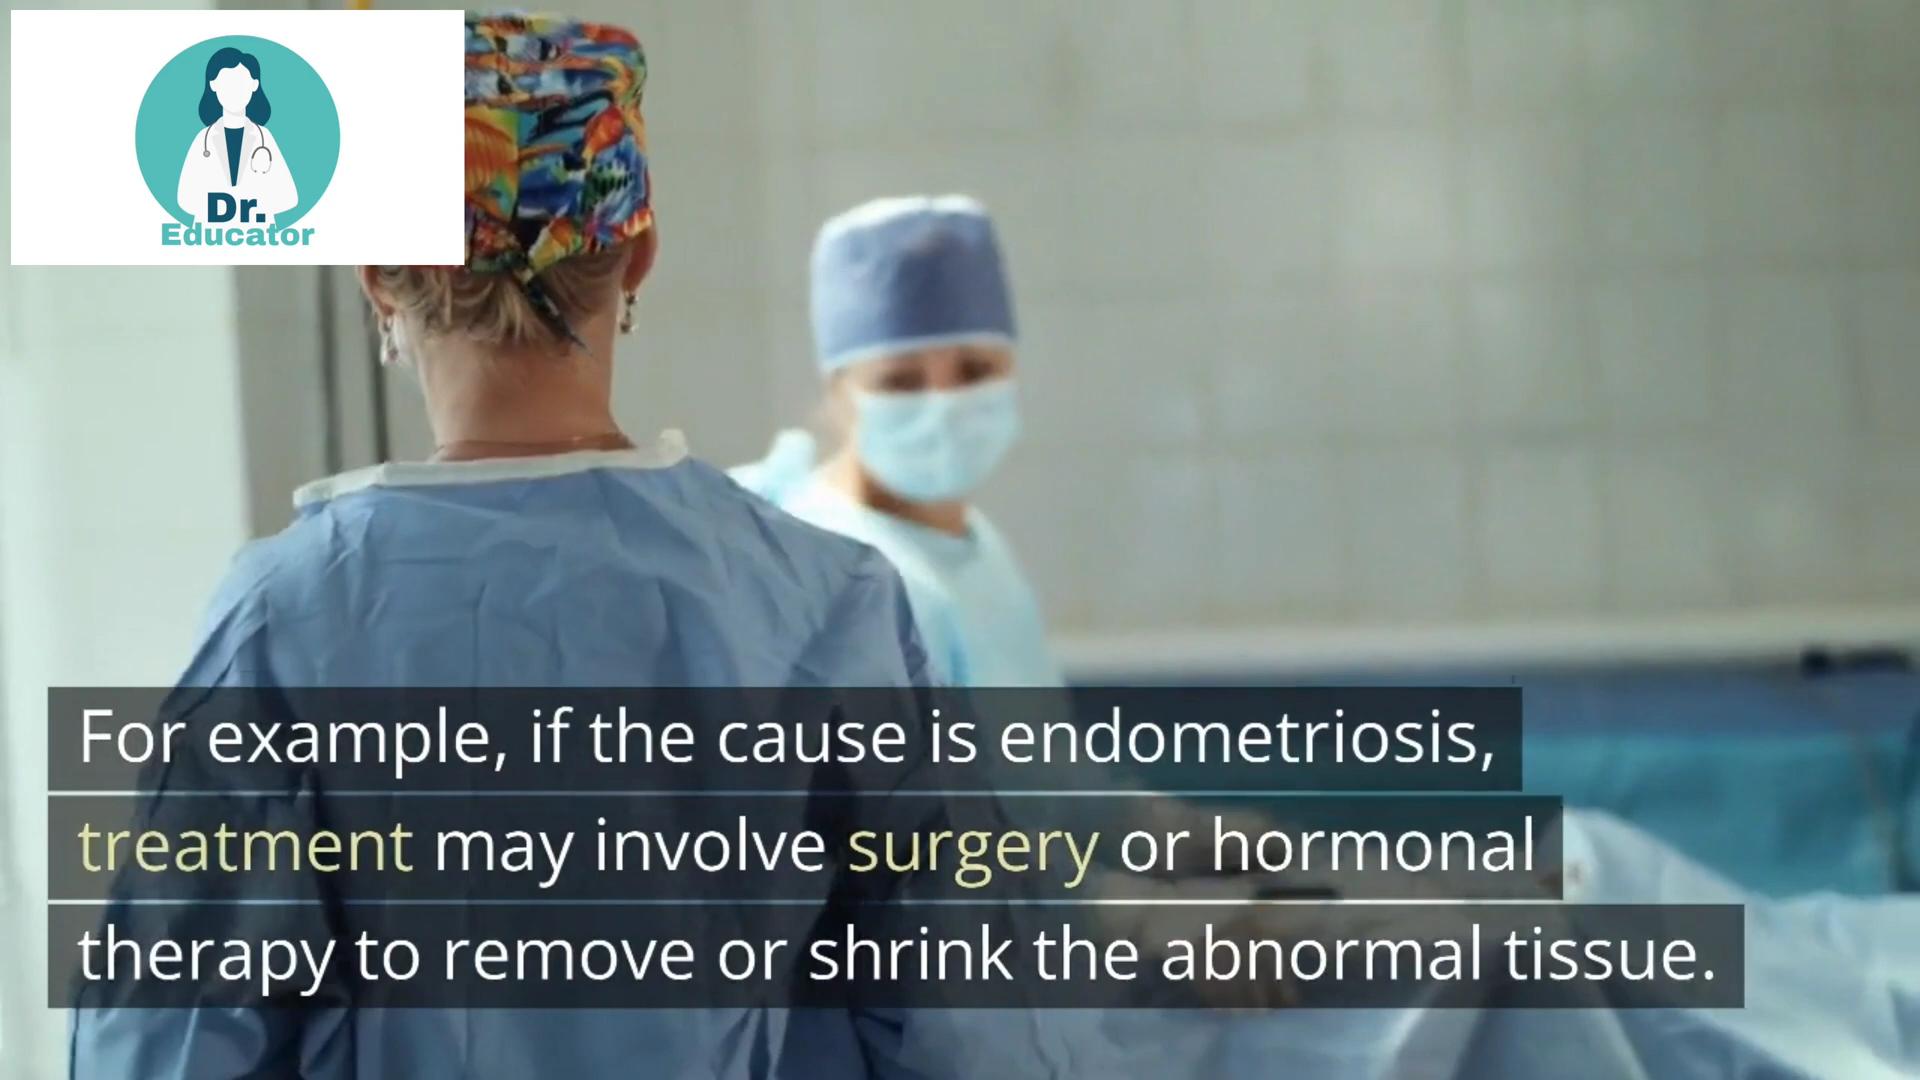 Dr.
Educator
For example, if the cause is endometriosis,
treatment may involve surgery or hormonal
therapy to remove or shrink the abnormal tissue.